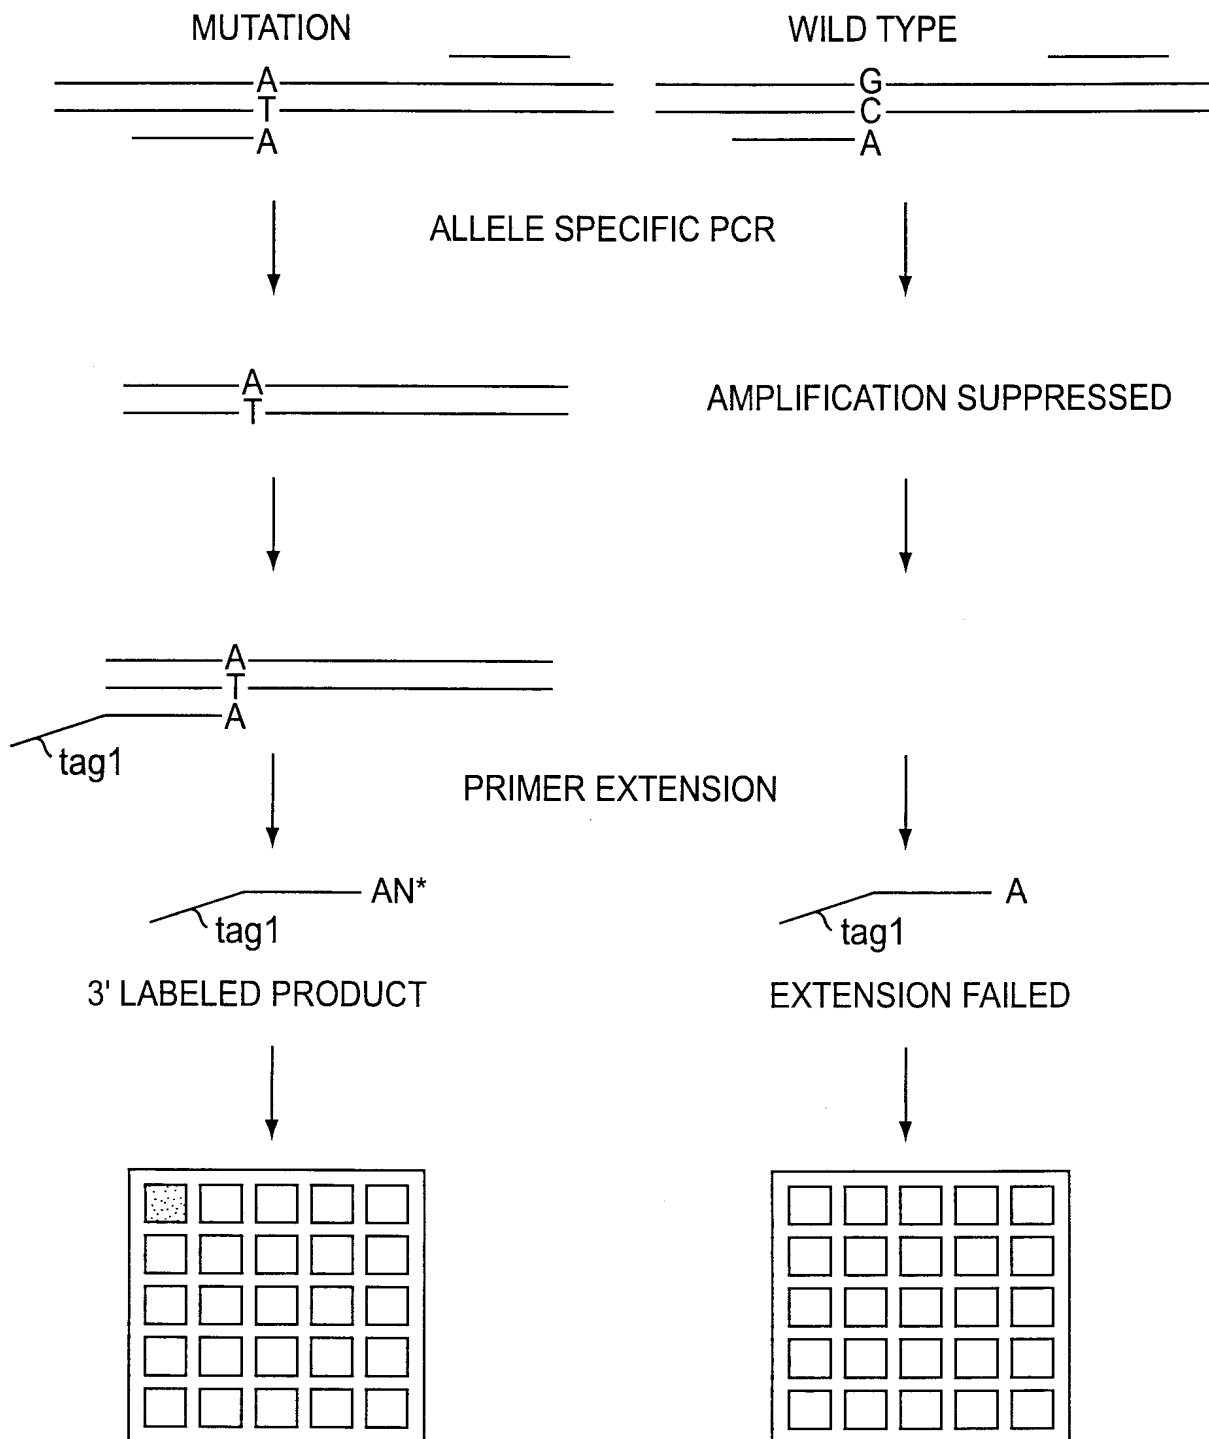 MUTATION
WILD TYPE
A
T
A
G
C
A
ALLELE SPECIFIC PCR
A
T
AMPLIFICATION SUPPRESSED
A
T
A
tag1
PRIMER EXTENSION
AN*
tag1
A
tag1
3' LABELED PRODUCT
EXTENSION FAILED